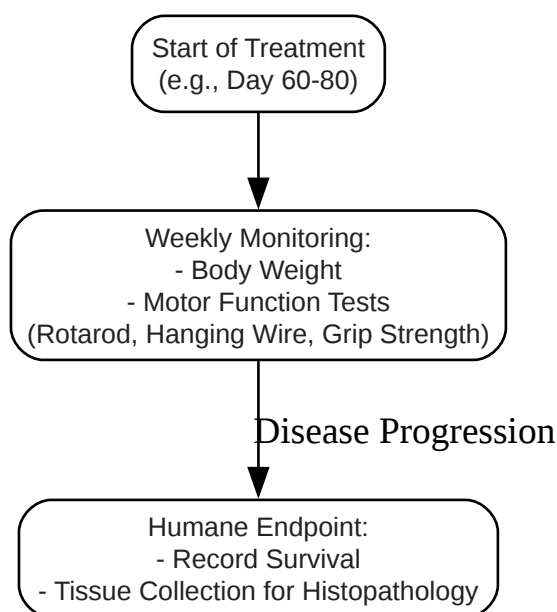 Start of Treatment
(e.g., Day 60-80)
Weekly Monitoring:
- Body Weight
- Motor Function Tests
(Rotarod, Hanging Wire, Grip Strength)
Disease Progression
Humane Endpoint:
- Record Survival
- Tissue Collection for Histopathology